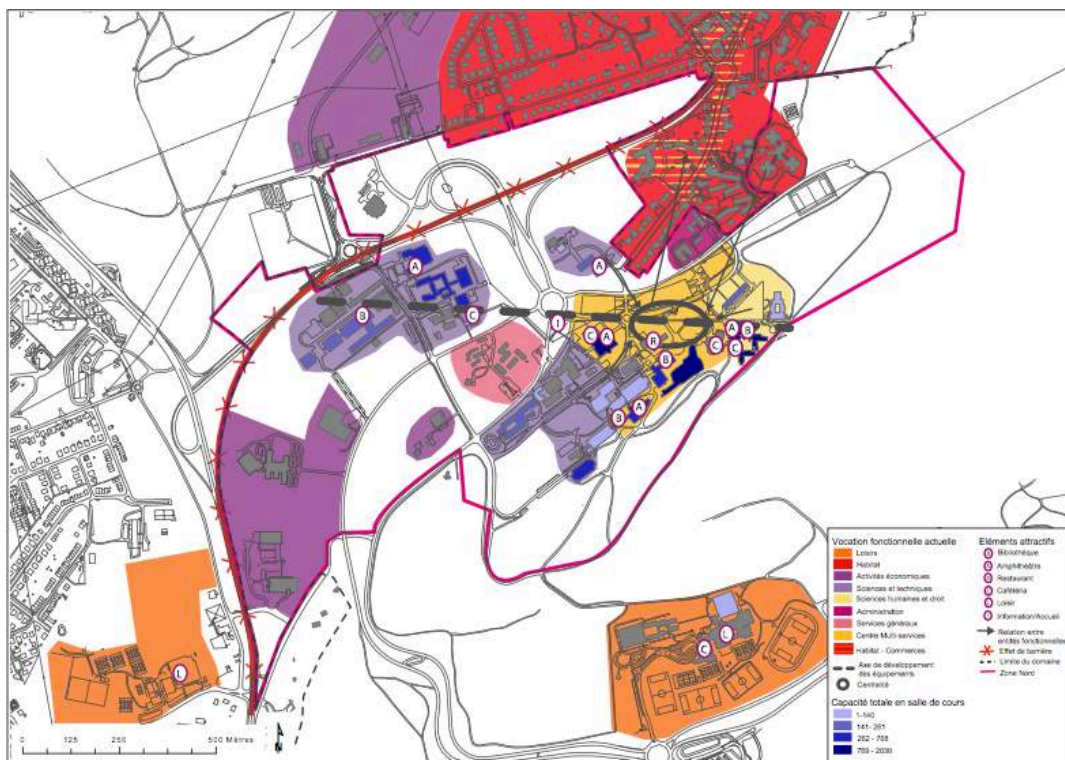 A
A
B
C
I
C
A
R
B
A
B
C
C
B
A
L
C
L
0 125 250 500 Mètres
N
Vocation fonctionnelle actuelle
Loisirs
Habitat
Activités économiques
Sciences et techniques
Sciences humaines et droit
Administration
Services généraux
Centre Multi-services
Habitat - Commerces
Axe de développement
des équipements
Centralité
Capacité totale en salle de cours
1-140
141- 261
262 - 768
769 - 2030
Eléments attractifs
Bibliothèque
Amphithéâtre
Restaurant
Cafétéria
Loisir
Information/Accueil
Relation entre
entités fonctionnelles
Effet de barrière
Limite du domaine
Zone Nord